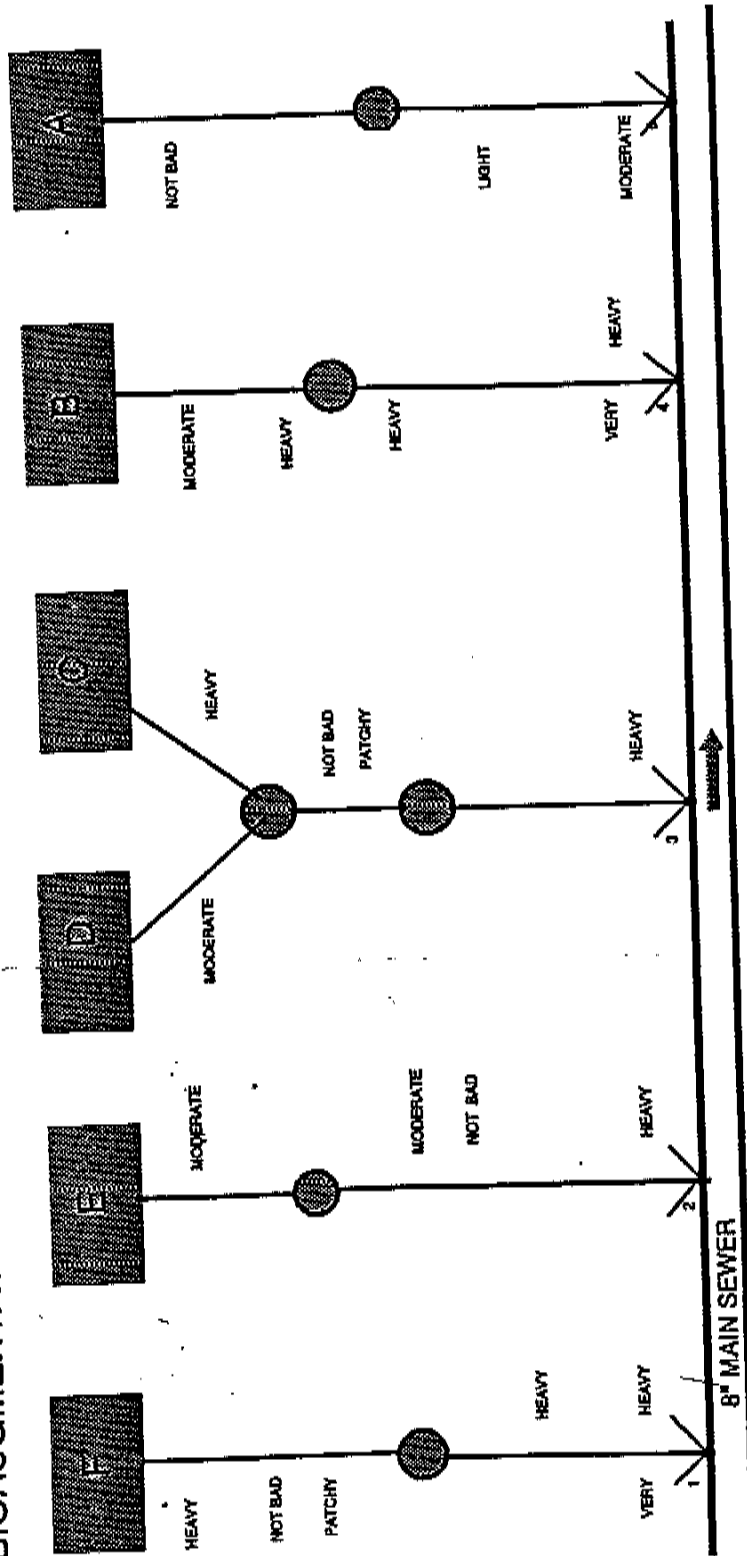 F
HEAVY
NOT BAD
PATCHY
HEAVY
VERY HEAVY
1
E
MODERATE
MODERATE
NOT BAD
HEAVY
2
D
MODERATE
C
HEAVY
NOT BAD
PATCHY
HEAVY
3
B
MODERATE
HEAVY
HEAVY
VERY HEAVY
4
A
NOT BAD
LIGHT
MODERATE
8" MAIN SEWER